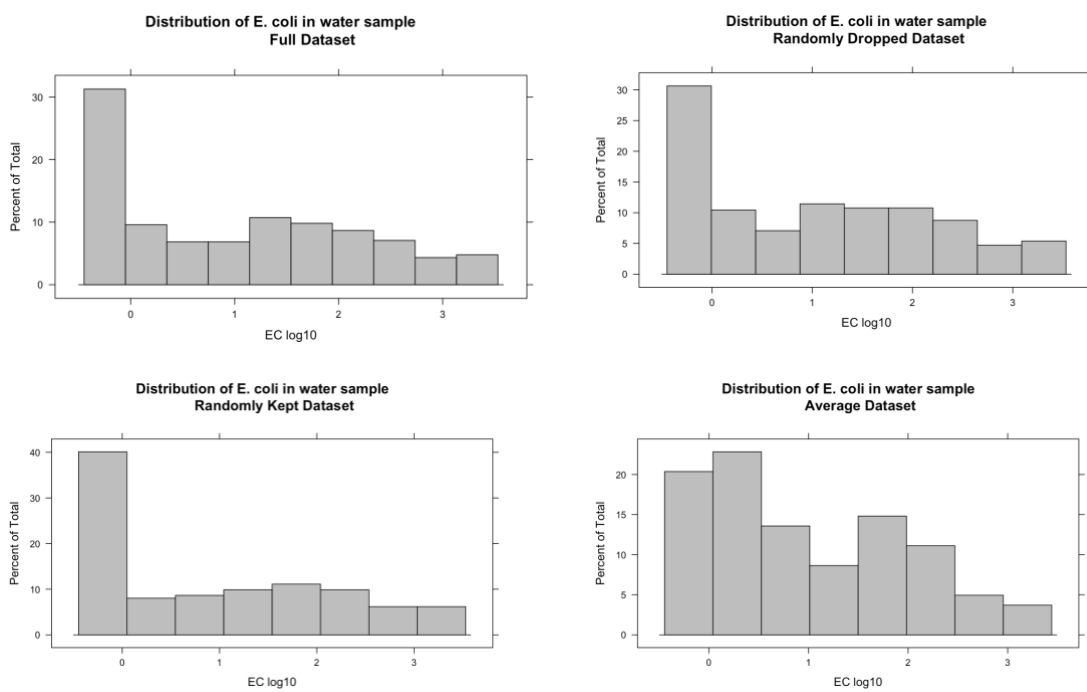 Distribution of E. coli in water sample
Full Dataset
Percent of Total
30
20
10
0
0 1 2 3
EC log10
Distribution of E. coli in water sample
Randomly Dropped Dataset
Percent of Total
30
25
20
15
10
5
0
0 1 2 3
EC log10
Distribution of E. coli in water sample
Randomly Kept Dataset
Percent of Total
40
30
20
10
0
0 1 2 3
EC log10
Distribution of E. coli in water sample
Average Dataset
Percent of Total
20
15
10
5
0
0 1 2 3
EC log10